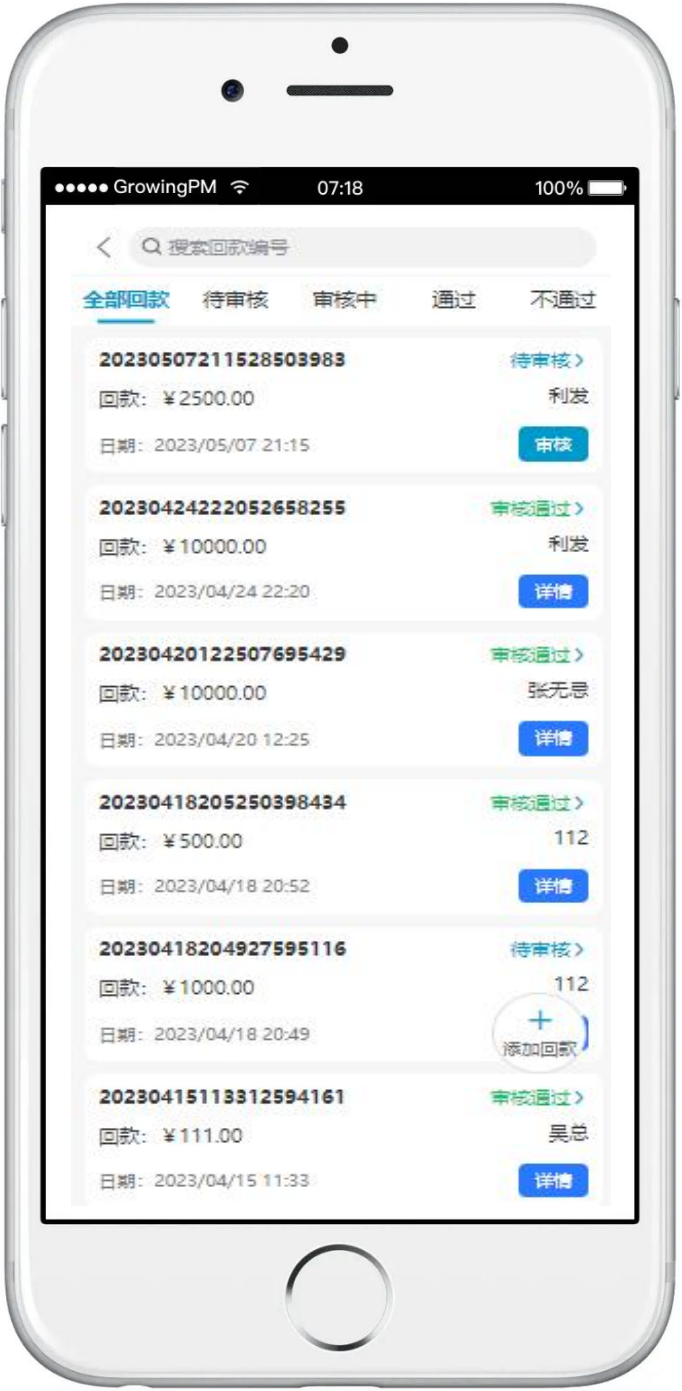 GrowingPM 07:18 100%
搜索回款编号
全部回款 待审核 审核中 通过 不通过
20230507211528503983 待审核
回款: ￥2500.00 利发
日期: 2023/05/07 21:15 审核
20230424222052658255 审核通过
回款: ￥10000.00 利发
日期: 2023/04/24 22:20 详情
20230420122507695429 审核通过
回款: ￥10000.00 张无忌
日期: 2023/04/20 12:25 详情
20230418205250398434 审核通过
回款: ￥500.00 112
日期: 2023/04/18 20:52 详情
20230418204927595116 待审核
回款: ￥1000.00 112
日期: 2023/04/18 20:49
添加回款
20230415113312594161 审核通过
回款: ￥111.00 吴总
日期: 2023/04/15 11:33 详情